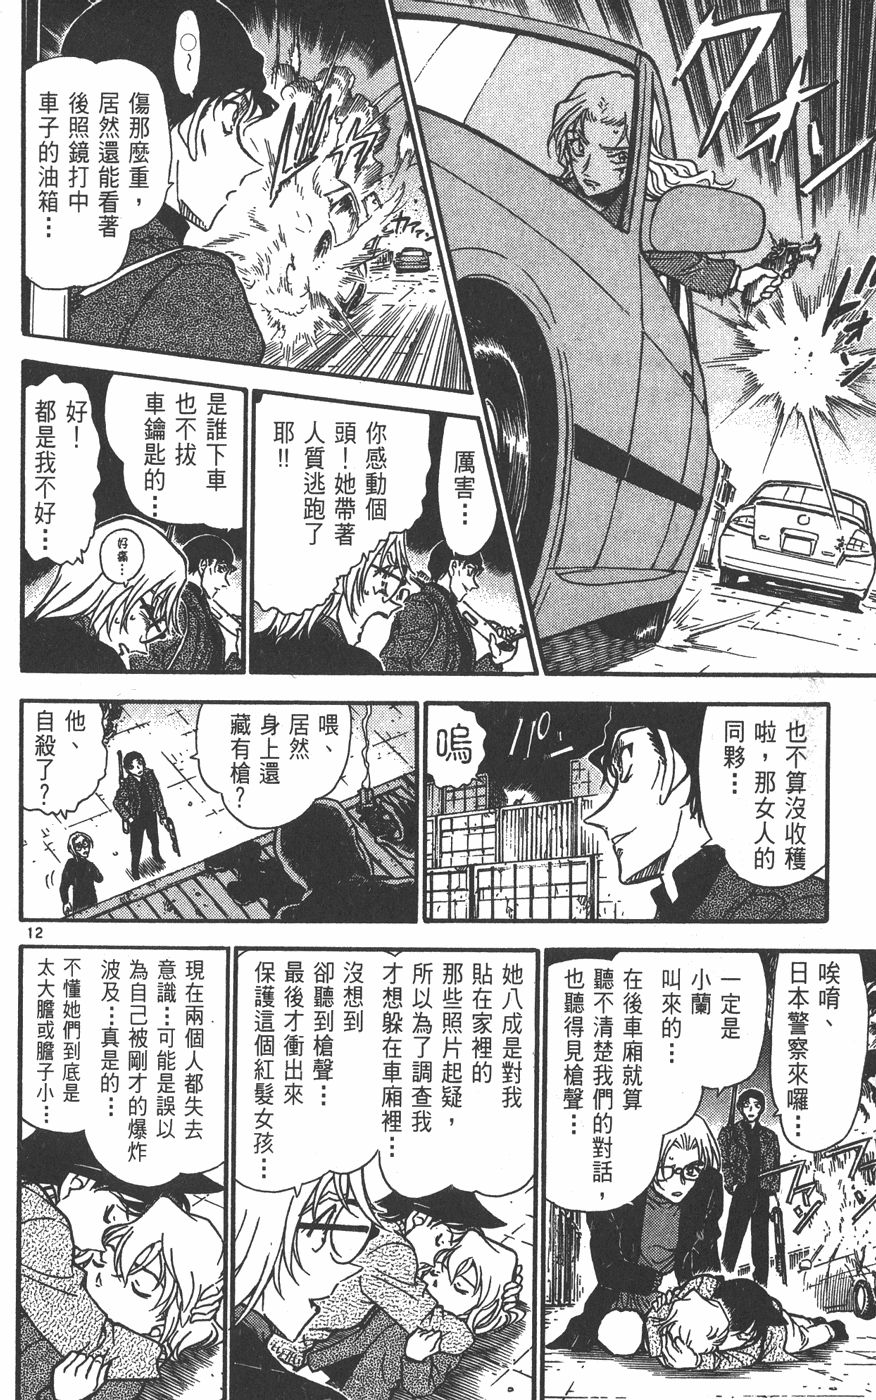 傷那麼重，
居然還能看著
後照鏡打中
車子的油箱…
厲害…
你感動個
頭！她帶著
人質逃跑了
耶!!
是誰下車
也不拔
車鑰匙的…
好！
都是我不好…
好痛…
也不算沒收穫
啦，那女人的
同夥…
嗚
喂、
居然
身上還
藏有槍？
他、
自殺了？
12
唉唷、
日本警察來囉…
一定是
小蘭
叫來的…
在後車廂就算
聽不清楚我們的對話，
也聽得見槍聲…
她八成是對我
貼在家裡的
那些照片起疑，
所以為了調查我
才想躲在車廂裡…
沒想到
卻聽到槍聲…
最後才衝出來
保護這個紅髮女孩…
現在兩個人都失去
意識…可能是誤以
為自己被剛才的爆炸
波及…真是的…
不懂她們到底是
太大膽或膽子小…